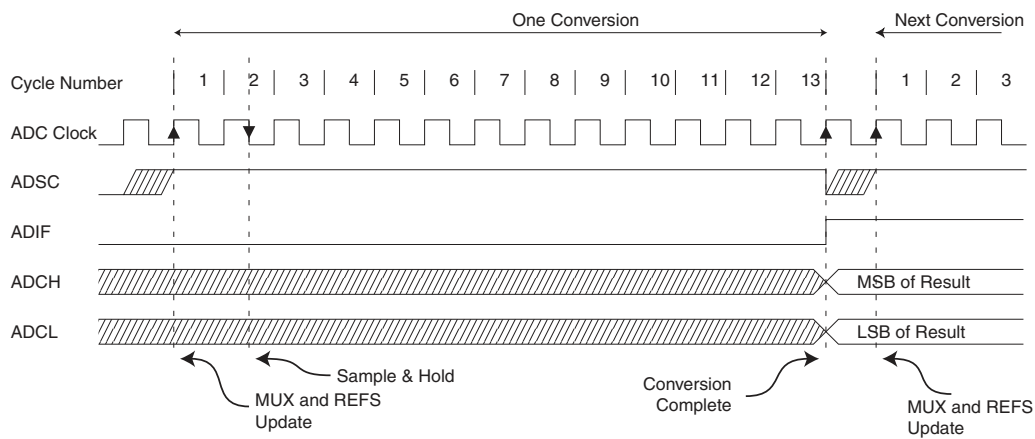 One Conversion
Next Conversion
Cycle Number 1 2 3 4 5 6 7 8 9 10 11 12 13 1 2 3
ADC Clock
ADSC
ADIF
ADCH
MSB of Result
ADCL
LSB of Result
Sample & Hold
MUX and REFS
Update
Conversion
Complete
MUX and REFS
Update